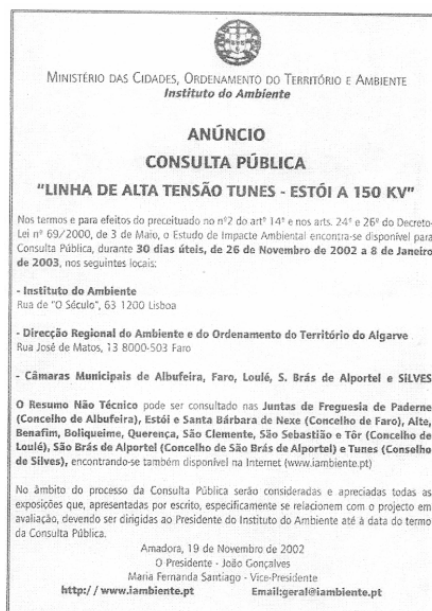 MINISTÉRIO DAS CIDADES, ORDENAMENTO DO TERRITÓRIO E AMBIENTE
Instituto do Ambiente
ANÚNCIO
CONSULTA PÚBLICA
"LINHA DE ALTA TENSÃO TUNES - ESTÓI A 150 KV"
Nos termos e para efeitos do preceituado no nº2 do artº 14º e nos arts. 24º e 26º do Decreto-
Lei nº 69/2000, de 3 de Maio, o Estudo de Impacte Ambiental encontra-se disponível para
Consulta Pública, durante 30 dias úteis, de 26 de Novembro de 2002 a 8 de Janeiro
de 2003, nos seguintes locais:
- Instituto do Ambiente
Rua de "O Século", 63 1200 Lisboa
- Direcção Regional do Ambiente e do Ordenamento do Território do Algarve
Rua José de Matos, 13 8000-503 Faro
- Câmaras Municipais de Albufeira, Faro, Loulé, S. Brás de Alportel e SiLVES
O Resumo Não Técnico pode ser consultado nas Juntas de Freguesia de Paderne
(Concelho de Albufeira), Estói e Santa Bárbara de Nexe (Concelho de Faro), Alte,
Benafim, Boliqueime, Querença, São Clemente, São Sebastião e Tôr (Concelho de
Loulé), São Brás de Alportel (Concelho de São Brás de Alportel) e Tunes (Conselho
de Silves), encontrando-se também disponível na Internet (www.iambiente.pt)
No âmbito do processo da Consulta Pública serão consideradas e apreciadas todas as
exposições que, apresentadas por escrito, especificamente se relacionem com o projecto em
avaliação, devendo ser dirigidas ao Presidente do Instituto do Ambiente até à data do termo
da Consulta Pública.
Amadora, 19 de Novembro de 2002
O Presidente - João Gonçalves
Maria Fernanda Santiago - Vice-Presidente
http://www.iambiente.pt Email:geral@iambiente.pt